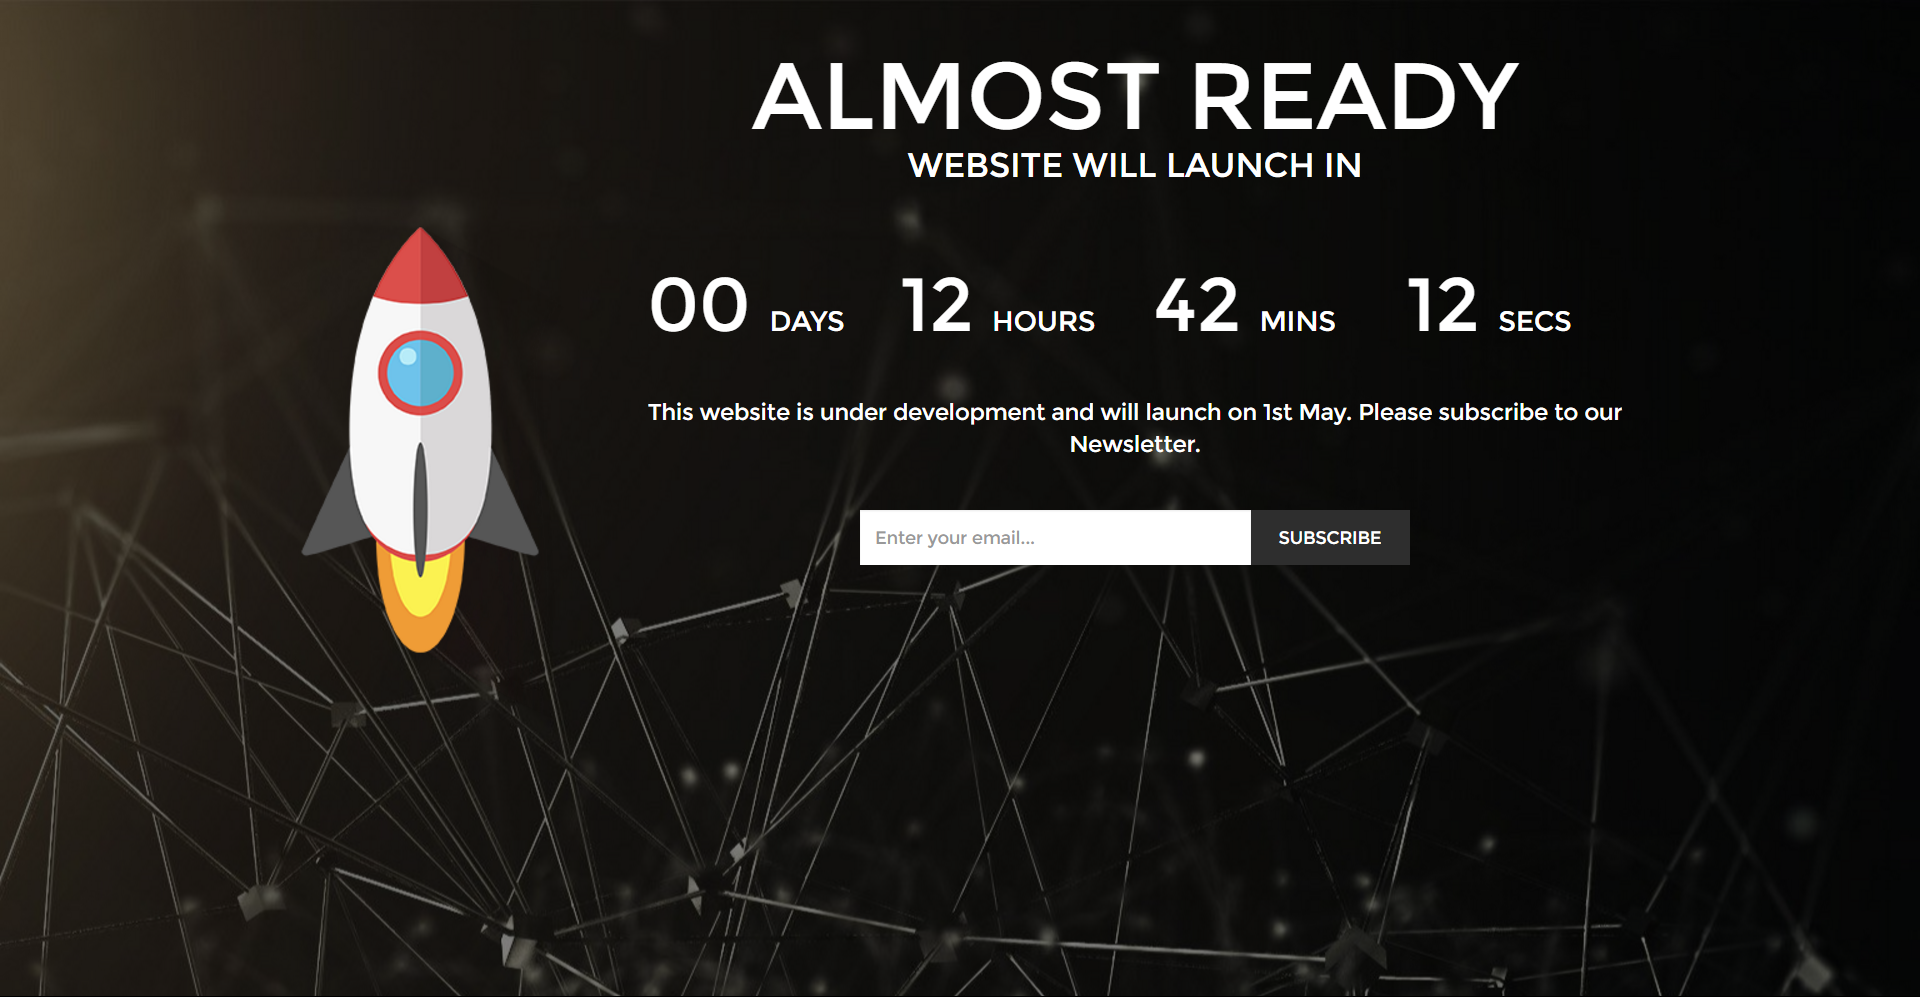 ALMOST READY
WEBSITE WILL LAUNCH IN
00 DAYS 12 HOURS 42 MINS 12 SECS
This website is under development and will launch on 1st May. Please subscribe to our
Newsletter.
Enter your email... SUBSCRIBE